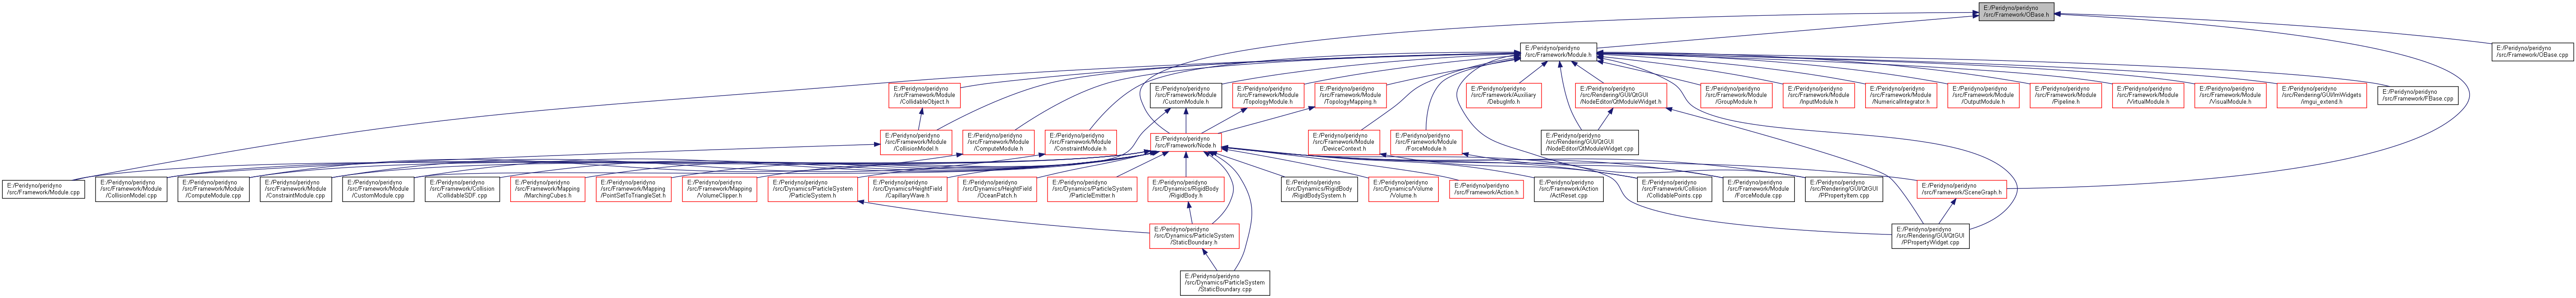 E:/Peridyno/peridyno
/src/Framework/OBase.h
E:/Peridyno/peridyno
/src/Framework/Module.h
E:/Peridyno/peridyno
/src/Framework/OBase.cpp
E:/Peridyno/peridyno
/src/Framework/Module
/CollidableObject.h
E:/Peridyno/peridyno
/src/Framework/Module
/CustomModule.h
E:/Peridyno/peridyno
/src/Framework/Module
/TopologyModule.h
E:/Peridyno/peridyno
/src/Framework/Module
/TopologyMapping.h
E:/Peridyno/peridyno
/src/Framework/Auxiliary
/DebugInfo.h
E:/Peridyno/peridyno
/src/Rendering/GUI/QtGUI
/NodeEditor/QtModuleWidget.h
E:/Peridyno/peridyno
/src/Framework/Module
/GroupModule.h
E:/Peridyno/peridyno
/src/Framework/Module
/InputModule.h
E:/Peridyno/peridyno
/src/Framework/Module
/NumericalIntegrator.h
E:/Peridyno/peridyno
/src/Framework/Module
/OutputModule.h
E:/Peridyno/peridyno
/src/Framework/Module
/Pipeline.h
E:/Peridyno/peridyno
/src/Framework/Module
/VirtualModule.h
E:/Peridyno/peridyno
/src/Framework/Module
/VisualModule.h
E:/Peridyno/peridyno
/src/Rendering/GUI/ImWidgets
/imgui_extend.h
E:/Peridyno/peridyno
/src/Framework/FBase.cpp
E:/Peridyno/peridyno
/src/Framework/Module
/CollisionModel.h
E:/Peridyno/peridyno
/src/Framework/Module
/ComputeModule.h
E:/Peridyno/peridyno
/src/Framework/Module
/ConstraintModule.h
E:/Peridyno/peridyno
/src/Framework/Node.h
E:/Peridyno/peridyno
/src/Framework/Module
/DeviceContext.h
E:/Peridyno/peridyno
/src/Framework/Module
/ForceModule.h
E:/Peridyno/peridyno
/src/Rendering/GUI/QtGUI
/NodeEditor/QtModuleWidget.cpp
E:/Peridyno/peridyno
/src/Framework/Module.cpp
E:/Peridyno/peridyno
/src/Framework/Module
/CollisionModel.cpp
E:/Peridyno/peridyno
/src/Framework/Module
/ComputeModule.cpp
E:/Peridyno/peridyno
/src/Framework/Module
/ConstraintModule.cpp
E:/Peridyno/peridyno
/src/Framework/Module
/CustomModule.cpp
E:/Peridyno/peridyno
/src/Framework/Collision
/CollidableSDF.cpp
E:/Peridyno/peridyno
/src/Framework/Mapping
/MarchingCubes.h
E:/Peridyno/peridyno
/src/Framework/Mapping
/PointSetToTriangleSet.h
E:/Peridyno/peridyno
/src/Framework/Mapping
/VolumeClipper.h
E:/Peridyno/peridyno
/src/Dynamics/ParticleSystem
/ParticleSystem.h
E:/Peridyno/peridyno
/src/Dynamics/HeightField
/CapillaryWave.h
E:/Peridyno/peridyno
/src/Dynamics/HeightField
/OceanPatch.h
E:/Peridyno/peridyno
/src/Dynamics/ParticleSystem
/ParticleEmitter.h
E:/Peridyno/peridyno
/src/Dynamics/RigidBody
/RigidBody.h
E:/Peridyno/peridyno
/src/Dynamics/RigidBody
/RigidBodySystem.h
E:/Peridyno/peridyno
/src/Dynamics/Volume
/Volume.h
E:/Peridyno/peridyno
/src/Framework/Action.h
E:/Peridyno/peridyno
/src/Framework/Action
/ActReset.cpp
E:/Peridyno/peridyno
/src/Framework/Collision
/CollidablePoints.cpp
E:/Peridyno/peridyno
/src/Framework/Module
/ForceModule.cpp
E:/Peridyno/peridyno
/src/Rendering/GUI/QtGUI
/PPropertyItem.cpp
E:/Peridyno/peridyno
/src/Framework/SceneGraph.h
E:/Peridyno/peridyno
/src/Dynamics/ParticleSystem
/StaticBoundary.h
E:/Peridyno/peridyno
/src/Rendering/GUI/QtGUI
/PPropertyWidget.cpp
E:/Peridyno/peridyno
/src/Dynamics/ParticleSystem
/StaticBoundary.cpp